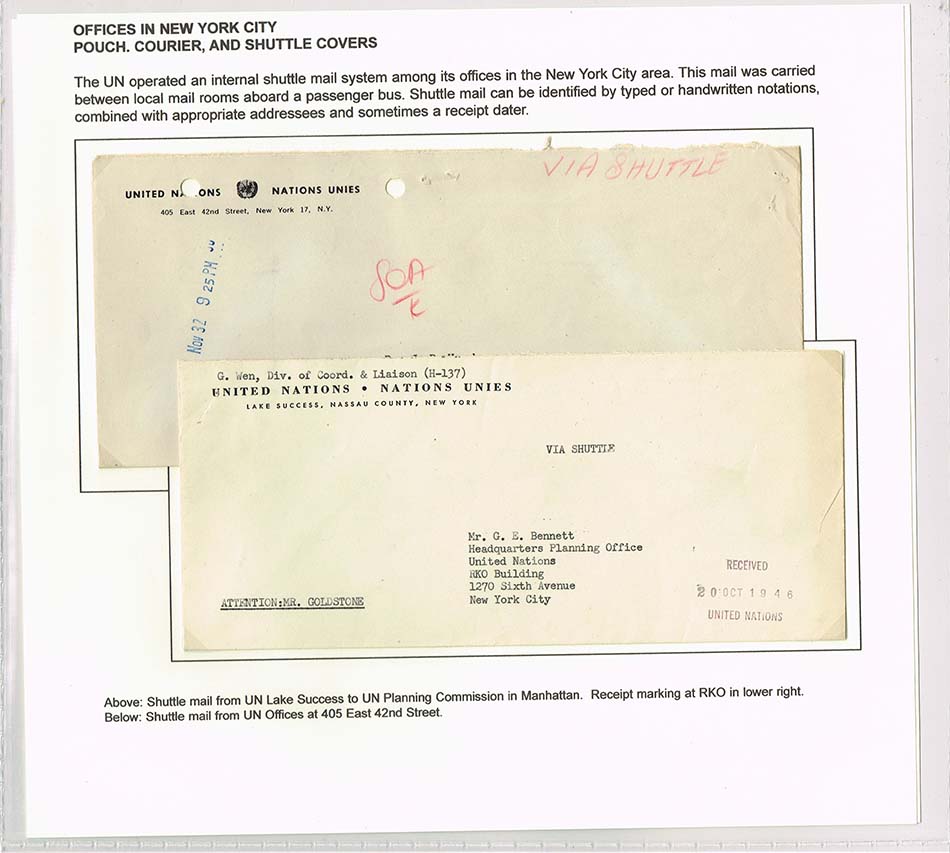 OFFICES IN NEW YORK CITY
POUCH. COURIER, AND SHUTTLE COVERS
The UN operated an internal shuttle mail system among its offices in the New York City area. This mail was carried
between local mail rooms aboard a passenger bus. Shuttle mail can be identified by typed or handwritten notations,
combined with appropriate addressees and sometimes a receipt dater.
VIA SHUTTLE
UNITED NATIONS NATIONS UNIES
405 East 42nd Street, New York 17, N.Y.
Nov 32 9 25 PM
G. Wen, Div. of Coord. & Liaison (H-137)
UNITED NATIONS • NATIONS UNIES
LAKE SUCCESS, NASSAU COUNTY, NEW YORK
VIA SHUTTLE
Mr. G. E. Bennett
Headquarters Planning Office
United Nations
RKO Building
1270 Sixth Avenue
New York City
ATTENTION:MR. GOLDSTONE
RECEIVED
20 OCT 1946
UNITED NATIONS
Above: Shuttle mail from UN Lake Success to UN Planning Commission in Manhattan. Receipt marking at RKO in lower right.
Below: Shuttle mail from UN Offices at 405 East 42nd Street.